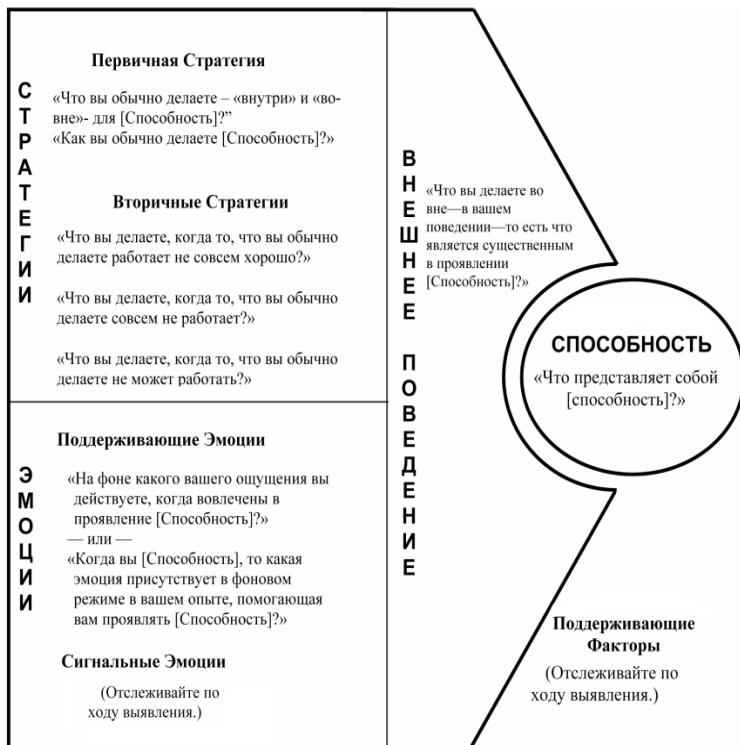 СТРАТЕГИИ
Первичная Стратегия
«Что вы обычно делаете – «внутри» и «во-
вне»- для [Способность]?”
«Как вы обычно делаете [Способность]?»
Вторичные Стратегии
«Что вы делаете, когда то, что вы обычно
делаете работает не совсем хорошо?»
«Что вы делаете, когда то, что вы обычно
делаете совсем не работает?»
«Что вы делаете, когда то, что вы обычно
делаете не может работать?»
ЭМОЦИИ
Поддерживающие Эмоции
«На фоне какого вашего ощущения вы
действуете, когда вовлечены в
проявление [Способность]?»
— или —
«Когда вы [Способность], то какая
эмоция присутствует в фоновом
режиме в вашем опыте, помогающая
вам проявлять [Способность]?»
Сигнальные Эмоции
(Отслеживайте по
ходу выявления.)
ВНЕШНЕЕ ПОВЕДЕНИЕ
«Что вы делаете во
вне—в вашем
поведении—то есть что
является существенным
в проявлении
[Способность]?»
СПОСОБНОСТЬ
«Что представляет собой
[способность]?»
Поддерживающие
Факторы
(Отслеживайте по
ходу выявления.)